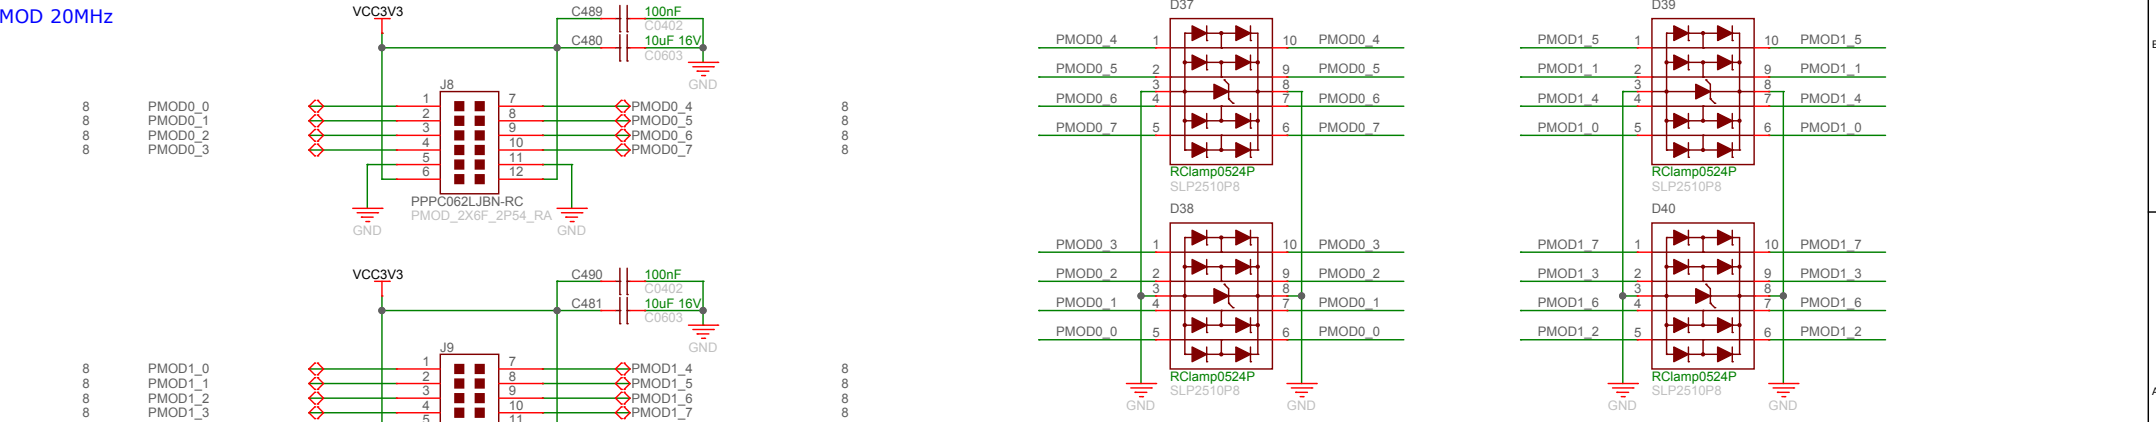 MOD 20MHz
VCC3V3
C489 100nF
C0402
C480 10uF 16V
C0603
GND
J8
8 PMOD0_0 1 7 PMOD0_4 8
8 PMOD0_1 2 8 PMOD0_5 8
8 PMOD0_2 3 9 PMOD0_6 8
8 PMOD0_3 4 10 PMOD0_7 8
5 11
6 12
PPPC062LJBN-RC
PMOD_2X6F_2P54_RA
GND GND
VCC3V3
C490 100nF
C0402
C481 10uF 16V
C0603
GND
J9
8 PMOD1_0 1 7 PMOD1_4 8
8 PMOD1_1 2 8 PMOD1_5 8
8 PMOD1_2 3 9 PMOD1_6 8
8 PMOD1_3 4 10 PMOD1_7 8
5 11
D37
PMOD0_4 1 10 PMOD0_4
PMOD0_5 2 9 PMOD0_5
3 8
PMOD0_6 4 7 PMOD0_6
PMOD0_7 5 6 PMOD0_7
RClamp0524P
SLP2510P8
D38
PMOD0_3 1 10 PMOD0_3
PMOD0_2 2 9 PMOD0_2
3 8
PMOD0_1 4 7 PMOD0_1
PMOD0_0 5 6 PMOD0_0
RClamp0524P
SLP2510P8
GND GND
D39
PMOD1_5 1 10 PMOD1_5
PMOD1_1 2 9 PMOD1_1
3 8
PMOD1_4 4 7 PMOD1_4
PMOD1_0 5 6 PMOD1_0
RClamp0524P
SLP2510P8
D40
PMOD1_7 1 10 PMOD1_7
PMOD1_3 2 9 PMOD1_3
3 8
PMOD1_6 4 7 PMOD1_6
PMOD1_2 5 6 PMOD1_2
RClamp0524P
SLP2510P8
GND GND